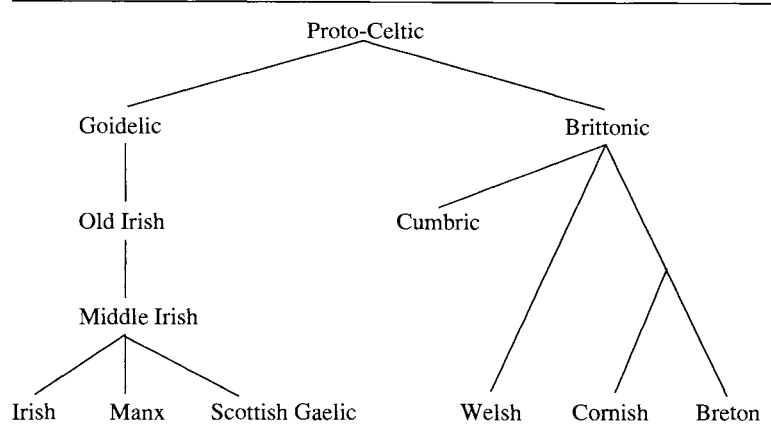 Proto-Celtic
Goidelic Brittonic
Old Irish Cumbric
Middle Irish
Irish Manx Scottish Gaelic Welsh Cornish Breton